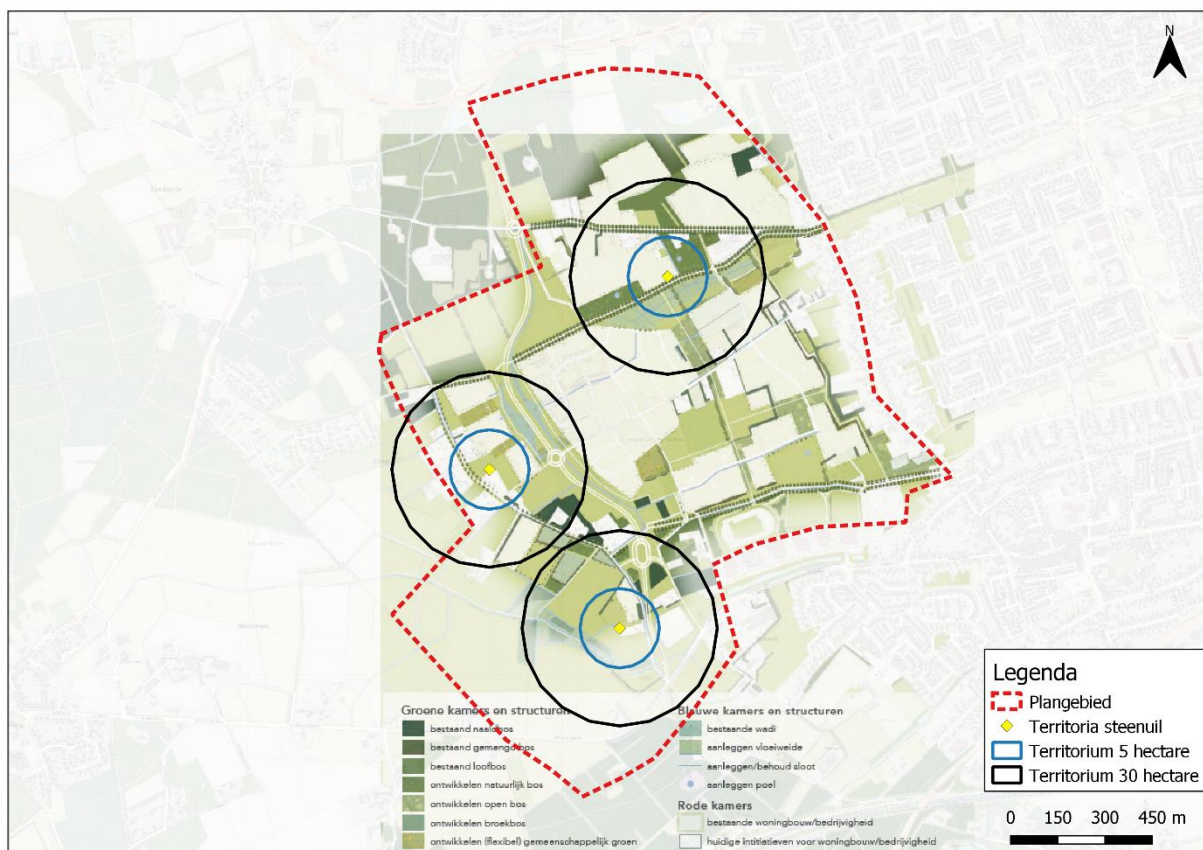 N
Legenda
Plangebied
Territoria steenuil
Territorium 5 hectare
Territorium 30 hectare
0 150 300 450 m
Groene kamers en structuren
bestaand naaldbos
bestaand gemengd bos
bestaand loofbos
ontwikkelen natuurlijk bos
ontwikkelen open bos
ontwikkelen broekbos
ontwikkelen (flexibel) gemeenschappelijk groen
Blauwe kamers en structuren
bestaande wadi
aanleggen vloeiweide
aanleggen/behoud sloot
aanleggen poel
Rode kamers
bestaande woningbouw/bedrijvigheid
huidige intitiatieven voor woningbouw/bedrijvigheid